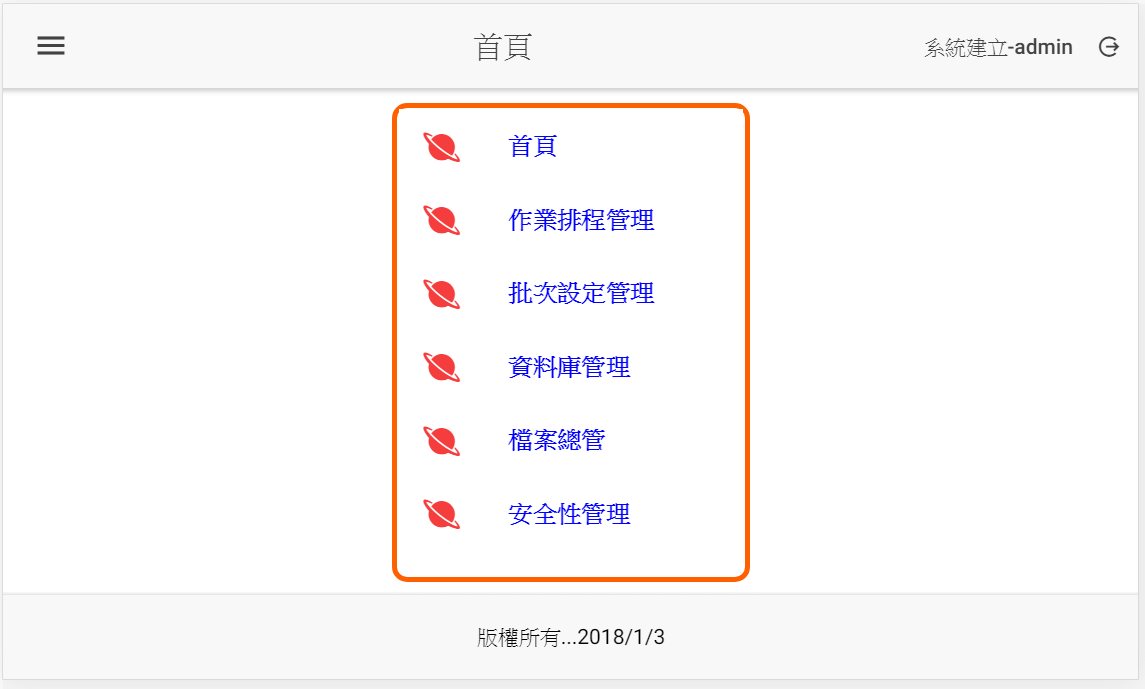 首頁
系統建立-admin
首頁
作業排程管理
批次設定管理
資料庫管理
檔案總管
安全性管理
版權所有...2018/1/3